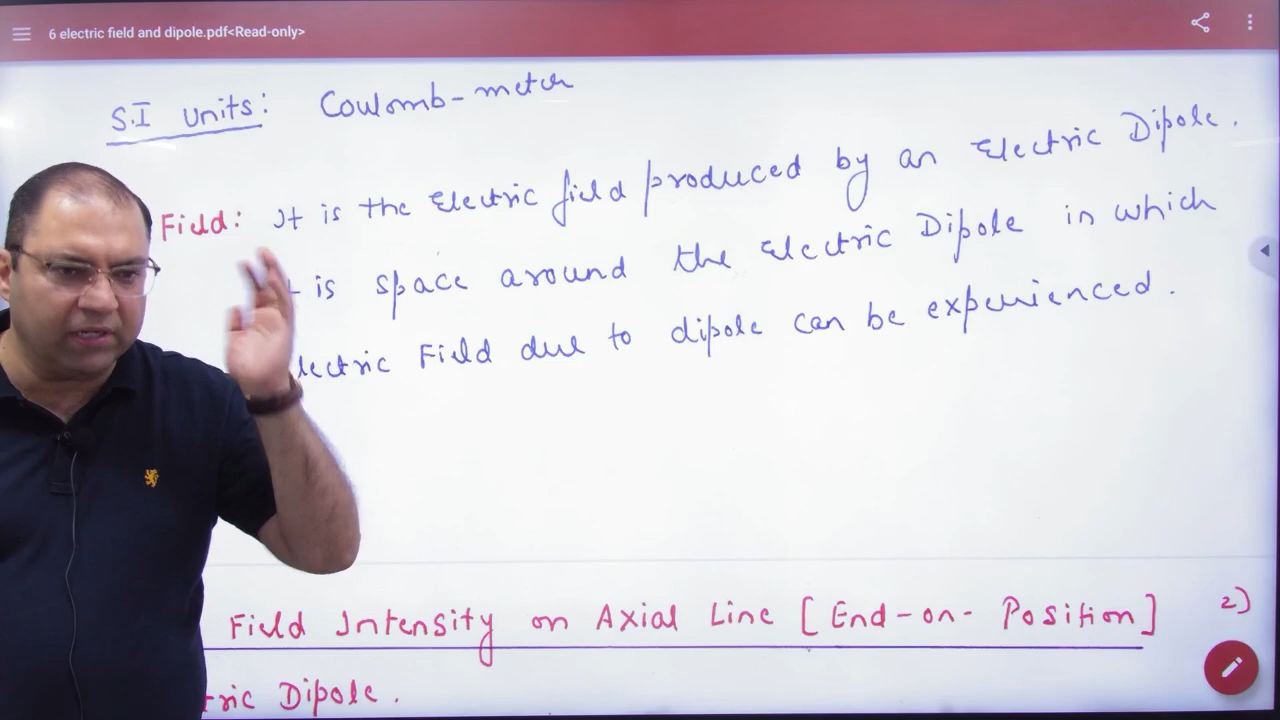 6 electric field and dipole.pdf<Read-only>
S.I Units: Coulomb-meter
Field: It is the Electric field produced by an Electric Dipole.
is space around the Electric Dipole in which
lectric Field due to dipole can be experienced.
Field Intensity on Axial Line [End-on-Position]
2)
tric Dipole.